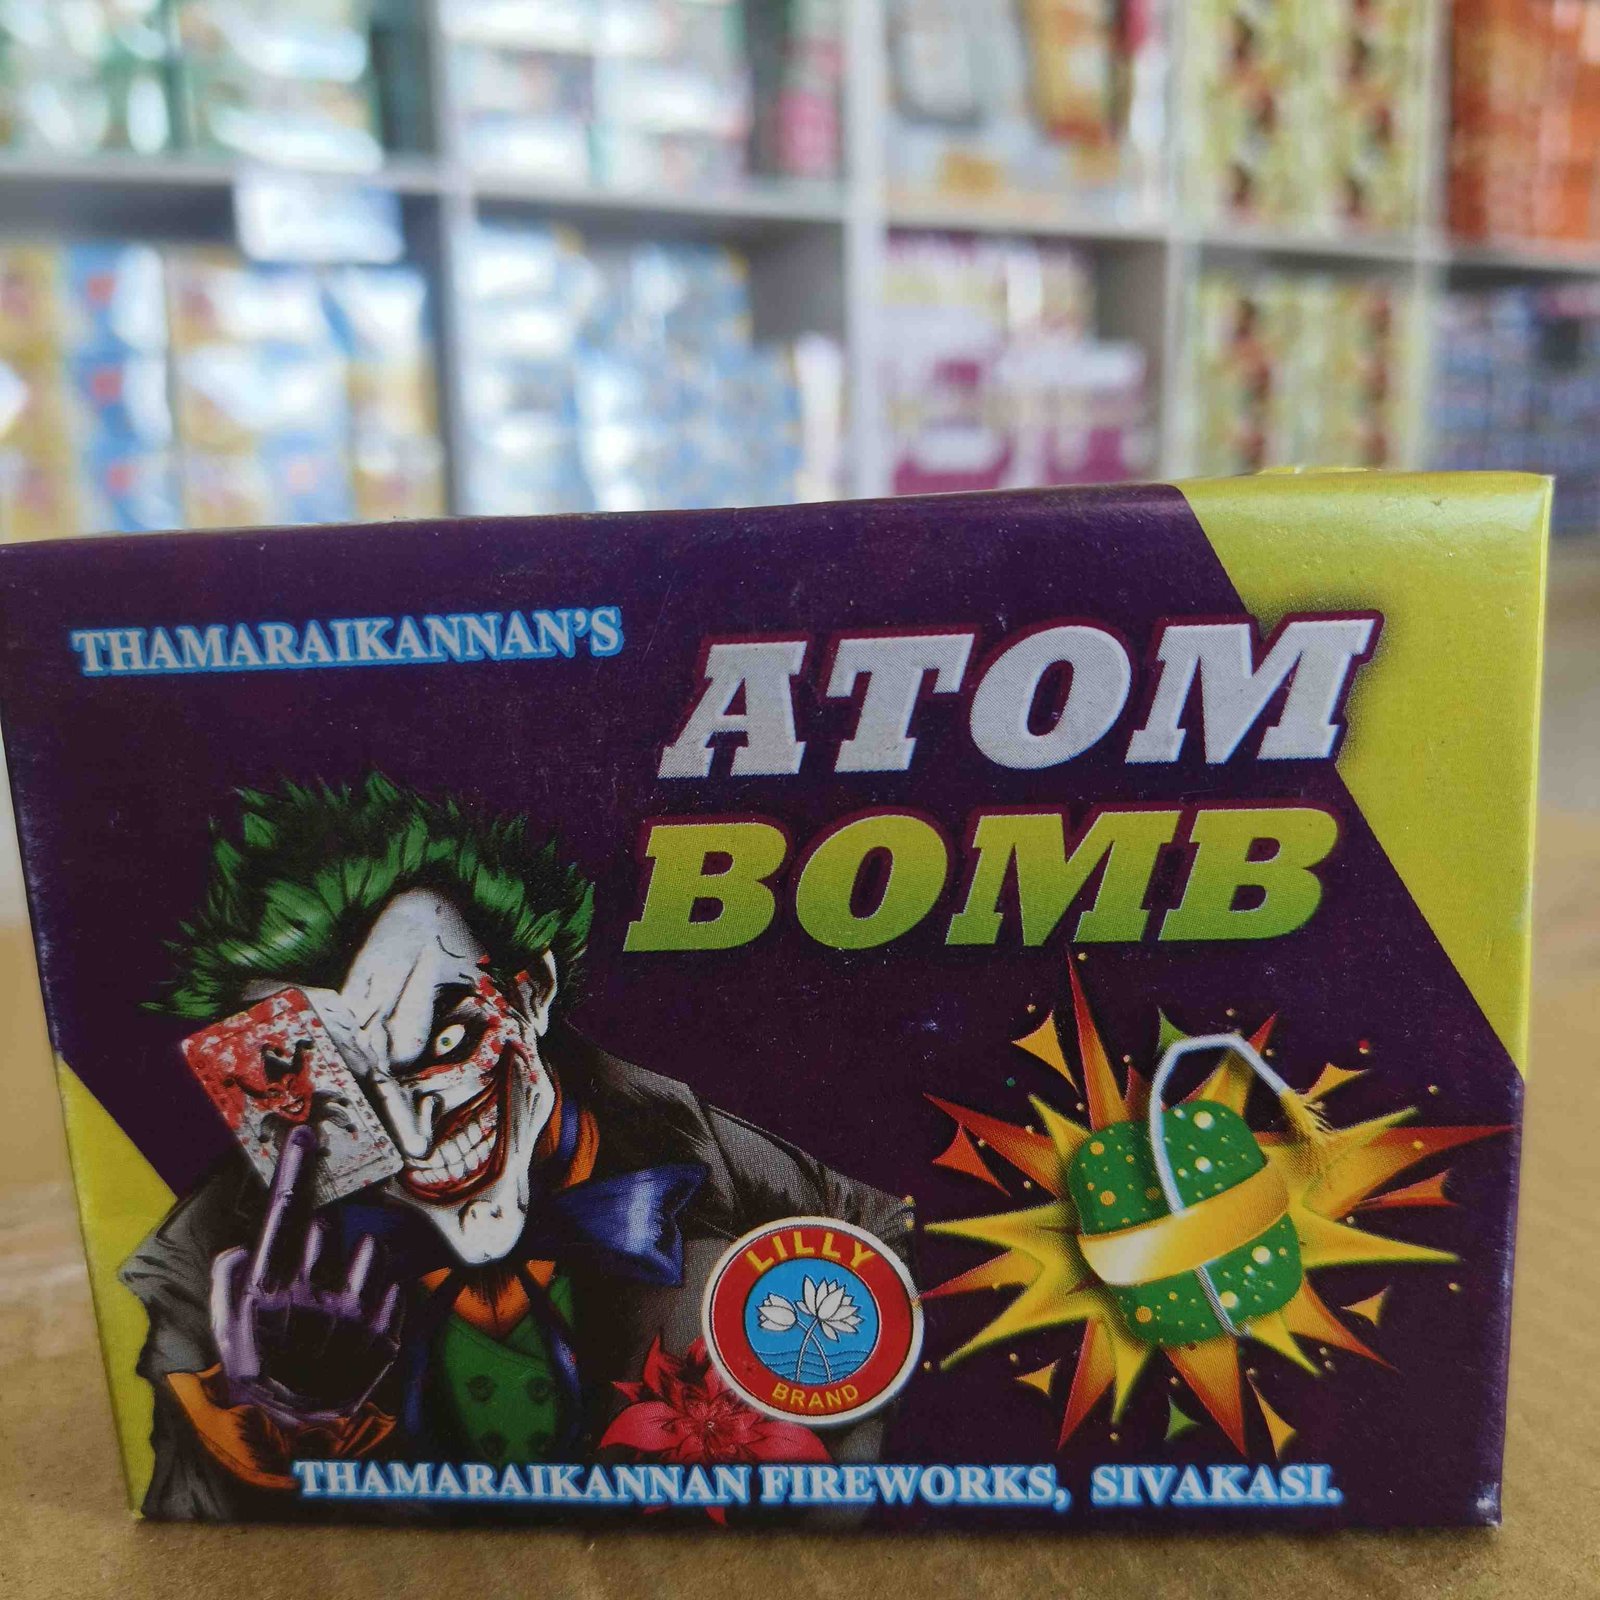 THAMARAIKANNAN'S
ATOM
BOMB
LILLY
BRAND
THAMARAIKANNAN FIREWORKS, SIVAKASI.